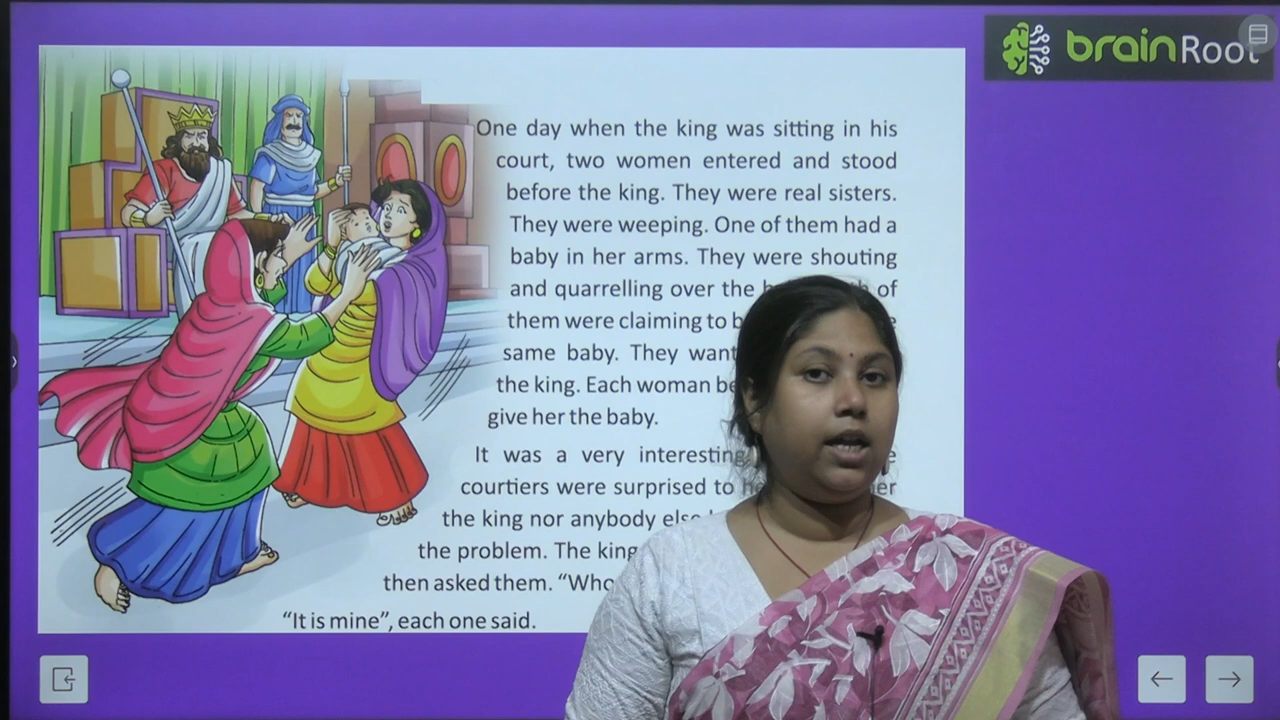 brainRoot
One day when the king was sitting in his
court, two women entered and stood
before the king. They were real sisters.
They were weeping. One of them had a
baby in her arms. They were shouting
and quarrelling over the of
them were claiming to
same baby. They
the king. Each woman
give her the baby.
It was a very interesting
courtiers were surprised to
the king nor anybody
the problem. The king
then asked them. “Who
“It is mine”, each one said.